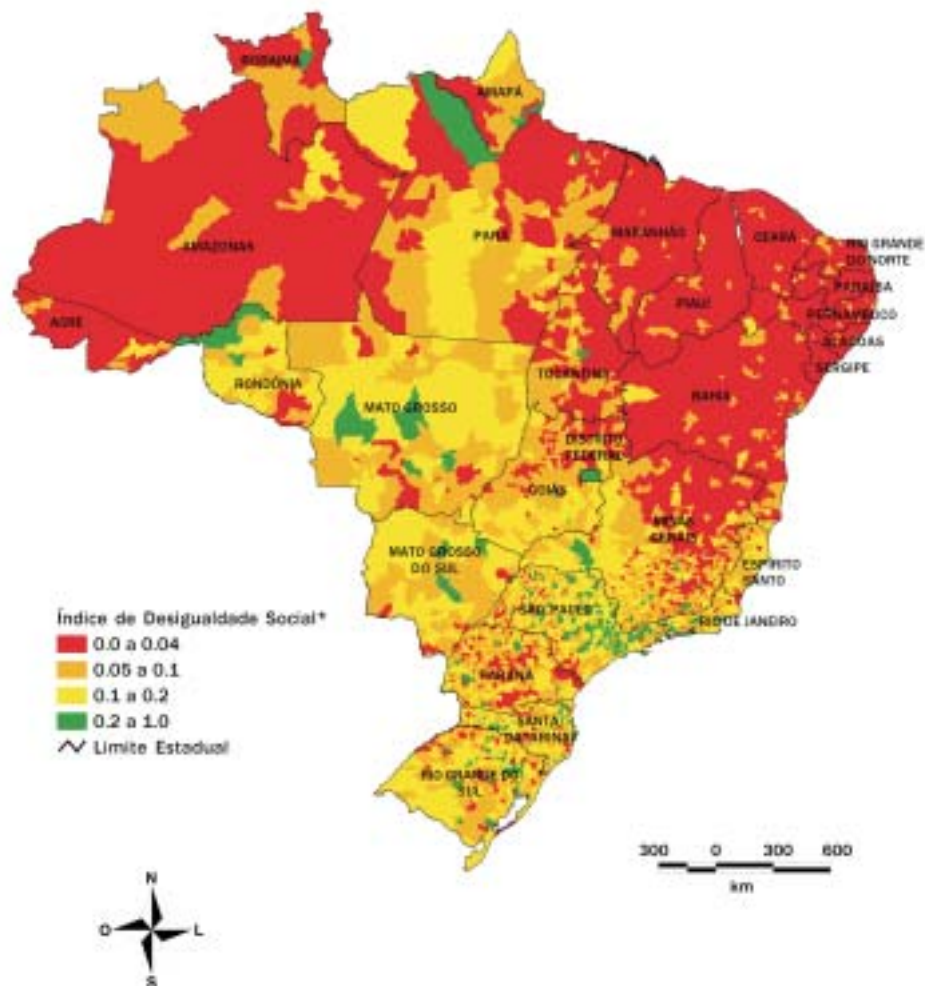 RORAIMA
AMAPÁ
AMAZONAS
PARÁ
MARANHÃO
CEARÁ
RIO GRANDE
DO NORTE
PARAÍBA
PIAUÍ
PERNAMBUCO
ACRE
ALAGOAS
SERGIPE
TOCANTINS
RONDÔNIA
MATO GROSSO
BAHIA
DISTRITO
FEDERAL
GOIÁS
MINAS
GERAIS
MATO GROSSO
DO SUL
ESPÍRITO
SANTO
SÃO PAULO
RIO DE JANEIRO
Índice de Desigualdade Social*
0.0 a 0.04
0.05 a 0.1
0.1 a 0.2
0.2 a 1.0
Limite Estadual
PARANÁ
SANTA
CATARINA
RIO GRANDE DO
SUL
300 0 300 600
km
N
O L
S